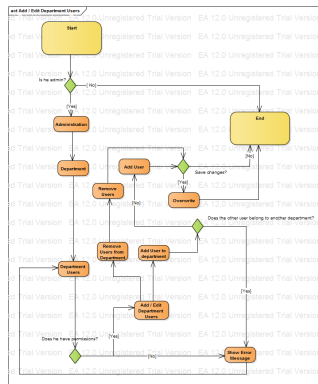 act Add / Edit Department Users
EA 12.0 Unregistered Trial Version
Start
Is he admin?
[ No]
[Yes]
Administration
End
Department
Add User
[No]
Save changes?
Remove
Users
[Yes]
Overwrite
Does the other user belong to another department?
Remove
Users from
Department
Add User to
department
Department
Users
[Yes]
Add / Edit
Department
Users
Does he have permissions?
[Yes]
[No]
Show Error
Message